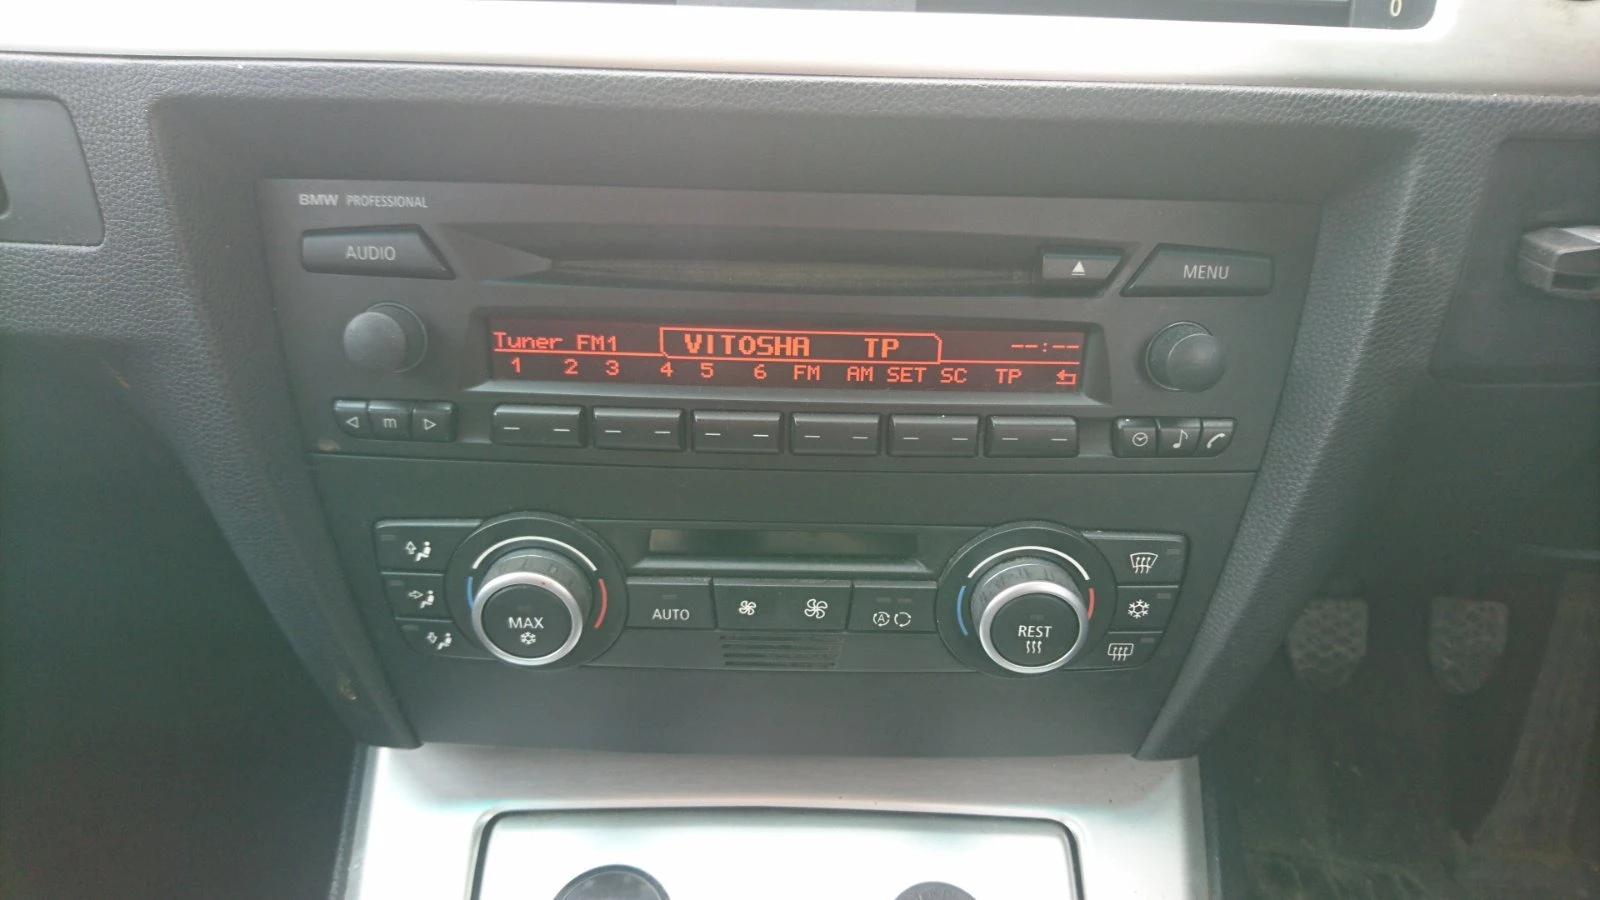 0
BMW PROFESSIONAL
AUDIO
MENU
Tuner FM1 VITOSHA TP --:--
1 2 3 4 5 6 FM AM SET SC TP
m
AUTO
A
MAX
REST